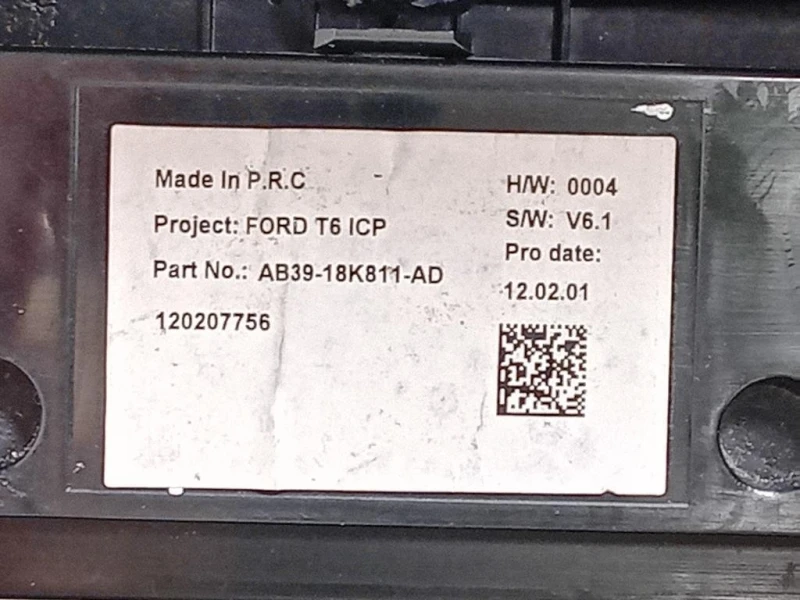 Made In P.R.C
Project: FORD T6 ICP
Part No.: AB39-18K811-AD
120207756
H/W: 0004
S/W: V6.1
Pro date:
12.02.01